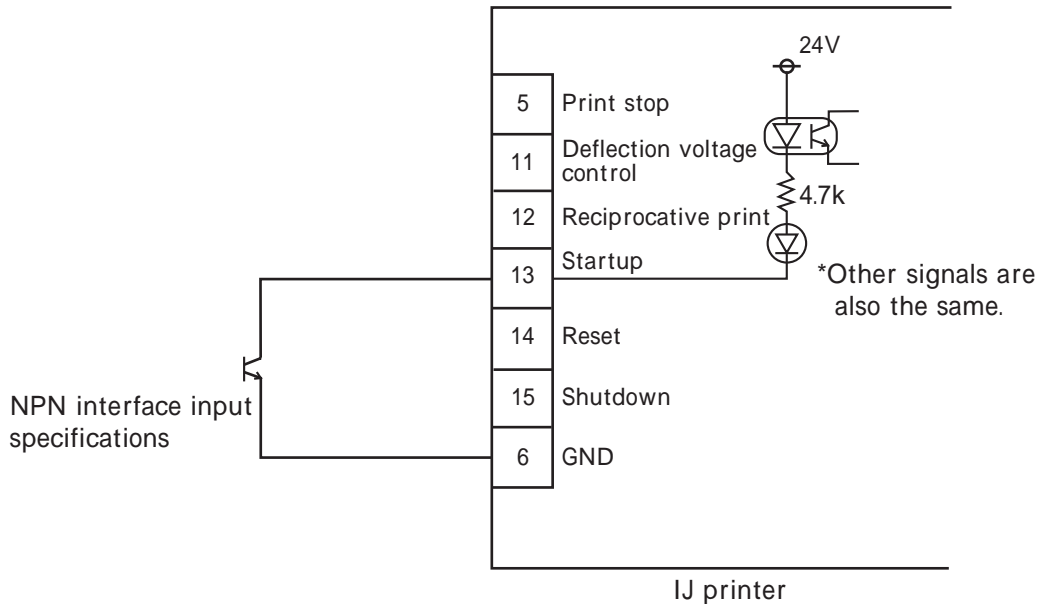 24V
5 Print stop
11 Deflection voltage
control
12 Reciprocative print
4.7k
13 Startup
*Other signals are
also the same.
14 Reset
15 Shutdown
NPN interface input
specifications
6 GND
IJ printer